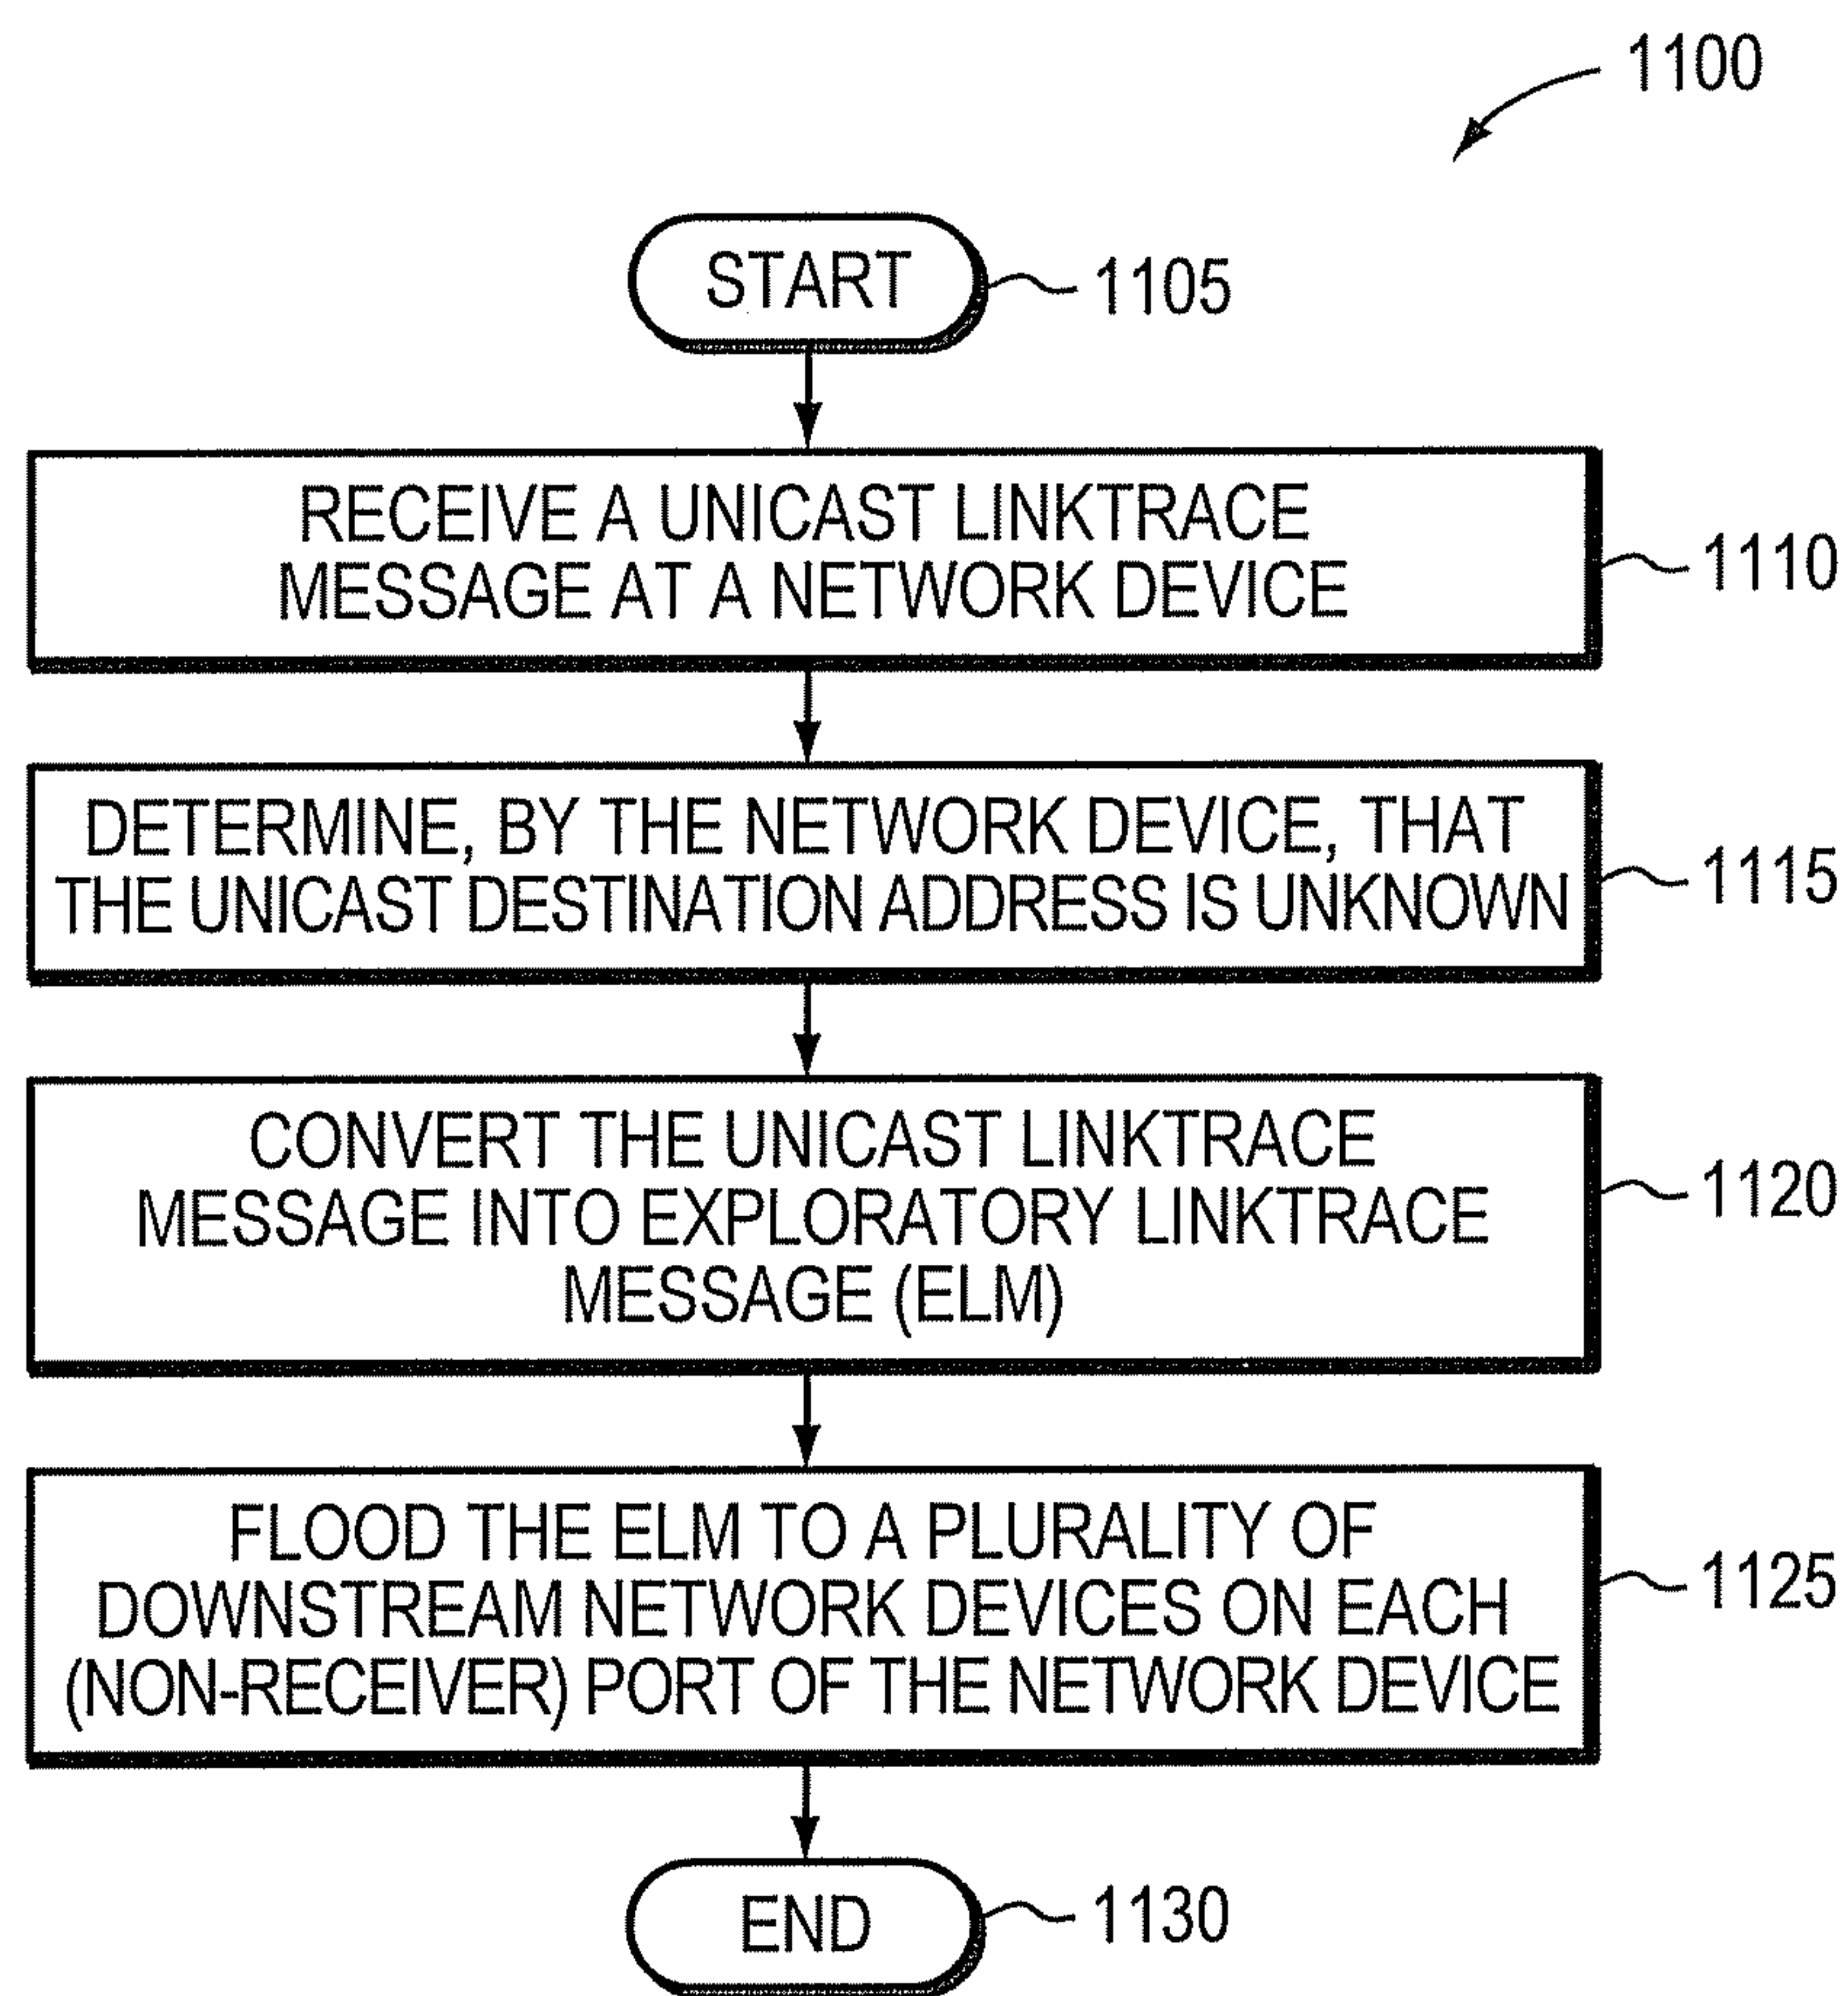 1100
START
1105
RECEIVE A UNICAST LINKTRACE
MESSAGE AT A NETWORK DEVICE
1110
DETERMINE, BY THE NETWORK DEVICE, THAT
THE UNICAST DESTINATION ADDRESS IS UNKNOWN
1115
CONVERT THE UNICAST LINKTRACE
MESSAGE INTO EXPLORATORY LINKTRACE
MESSAGE (ELM)
1120
FLOOD THE ELM TO A PLURALITY OF
DOWNSTREAM NETWORK DEVICES ON EACH
(NON-RECEIVER) PORT OF THE NETWORK DEVICE
1125
END
1130